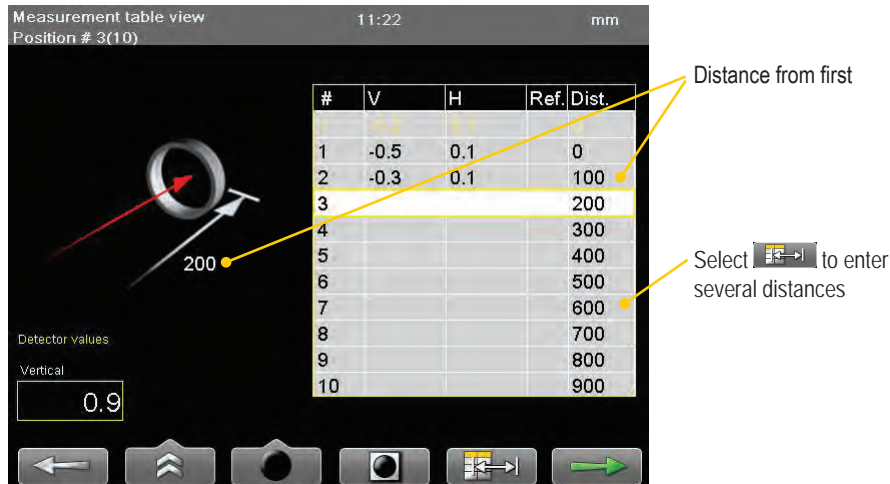 Measurement table view 11:22 mm
Position # 3(10)
# V H Ref. Dist.
1 -0.5 0.1 0
2 -0.3 0.1 100
3 200
4 300
5 400
6 500
7 600
8 700
9 800
10 900
200
Detector values
Vertical
0.9
Distance from first
Select to enter
several distances